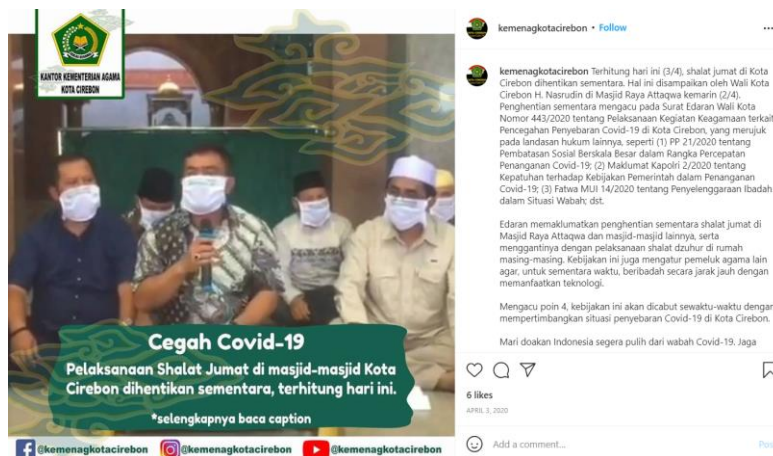 KANTOR KEMENTERIAN AGAMA
KOTA CIREBON
Cegah Covid-19
Pelaksanaan Shalat Jumat di masjid-masjid Kota
Cirebon dihentikan sementara, terhitung hari ini.
*selengkapnya baca caption
@kemenagkotacirebon @kemenagkotacirebon @kemenagkotacirebon
kemenagkotacirebon • Follow
kemenagkotacirebon Terhitung hari ini (3/4), shalat jumat di Kota
Cirebon dihentikan sementara. Hal ini disampaikan oleh Wali Kota
Cirebon H. Nasrudin di Masjid Raya Attaqwa kemarin (2/4).
Penghentian sementara mengacu pada Surat Edaran Wali Kota
Nomor 443/2020 tentang Pelaksanaan Kegiatan Keagamaan terkait
Pencegahan Penyebaran Covid-19 di Kota Cirebon, yang merujuk
pada landasan hukum lainnya, seperti (1) PP 21/2020 tentang
Pembatasan Sosial Berskala Besar dalam Rangka Percepatan
Penanganan Covid-19; (2) Maklumat Kapolri 2/2020 tentang
Kepatuhan terhadap Kebijakan Pemerintah dalam Penanganan
Covid-19; (3) Fatwa MUI 14/2020 tentang Penyelenggaraan Ibadah
dalam Situasi Wabah; dst.
Edaran memaklumatkan penghentian sementara shalat jumat di
Masjid Raya Attaqwa dan masjid-masjid lainnya, serta
menggantinya dengan pelaksanaan shalat dzuhur di rumah
masing-masing. Kebijakan ini juga mengatur pemeluk agama lain
agar, untuk sementara waktu, beribadah secara jarak jauh dengan
memanfaatkan teknologi.
Mengacu poin 4, kebijakan ini akan dicabut sewaktu-waktu dengan
mempertimbangkan situasi penyebaran Covid-19 di Kota Cirebon.
Mari doakan Indonesia segera pulih dari wabah Covid-19. Jaga
6 likes
APRIL 3, 2020
Add a comment...
Pos